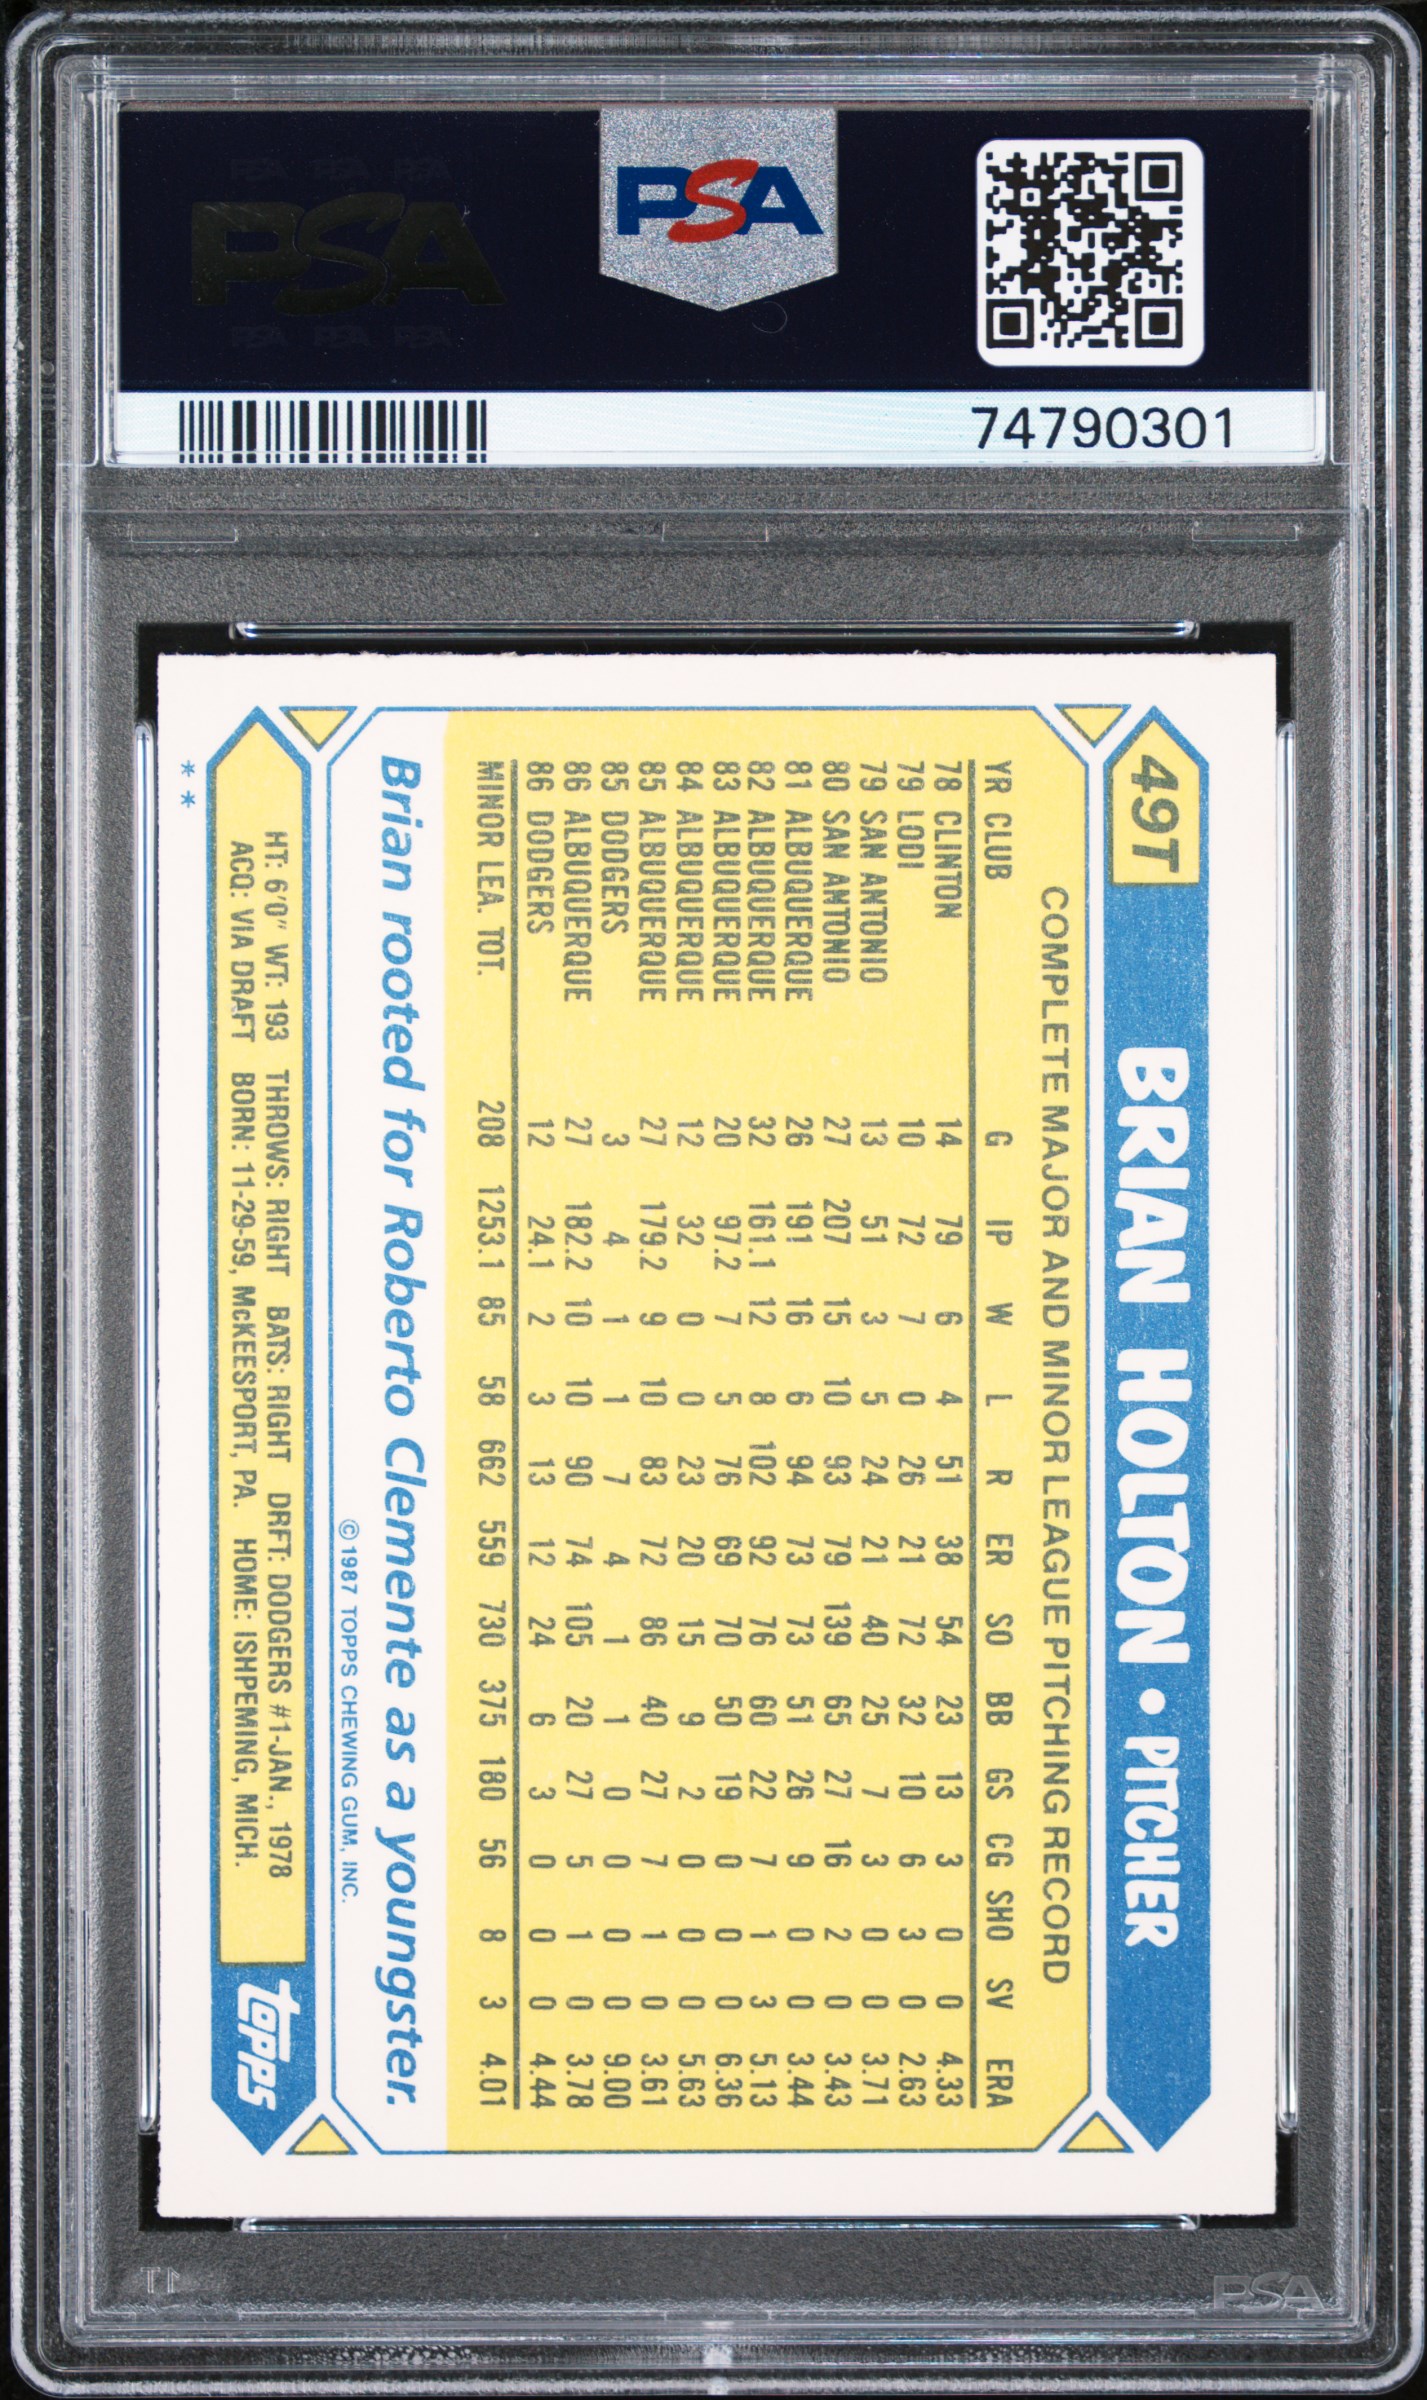 PSA PSA PSA
PSA
PSA PSA PSA
PSA
74790301
49T BRIAN HOLTON • PITCHER
COMPLETE MAJOR AND MINOR LEAGUE PITCHING RECORD
YR CLUB G IP W L R ER SO BB GS CG SHO SV ERA
78 CLINTON 14 79 6 4 51 38 54 23 13 3 0 0 4.33
79 LODI 10 72 7 0 26 21 72 32 10 6 3 0 2.63
79 SAN ANTONIO 13 51 3 5 24 21 40 25 7 3 0 0 3.71
80 SAN ANTONIO 27 207 15 10 93 79 139 65 27 16 2 0 3.43
81 ALBUQUERQUE 26 191 16 6 94 73 73 51 26 9 0 0 3.44
82 ALBUQUERQUE 32 161.1 12 8 102 92 76 60 22 7 1 3 5.13
83 ALBUQUERQUE 20 97.2 7 5 76 69 70 50 19 0 0 0 6.36
84 ALBUQUERQUE 12 32 0 0 23 20 15 9 2 0 0 0 5.63
85 ALBUQUERQUE 27 179.2 9 10 83 72 86 40 27 7 1 0 3.61
85 DODGERS 3 4 1 1 7 4 1 1 0 0 0 0 9.00
86 ALBUQUERQUE 27 182.2 10 10 90 74 105 20 27 5 1 0 3.78
86 DODGERS 12 24.1 2 3 13 12 24 6 3 0 0 0 4.44
MINOR LEA. TOT. 208 1253.1 85 58 662 559 730 375 180 56 8 3 4.01
Brian rooted for Roberto Clemente as a youngster.
©1987 TOPPS CHEWING GUM, INC.
HT: 6'0" WT: 193 THROWS: RIGHT BATS: RIGHT DRFT: DODGERS #1-JAN., 1978
ACQ: VIA DRAFT BORN: 11-29-59, McKEESPORT, PA. HOME: ISHPEMING, MICH.
topps
**
PSA